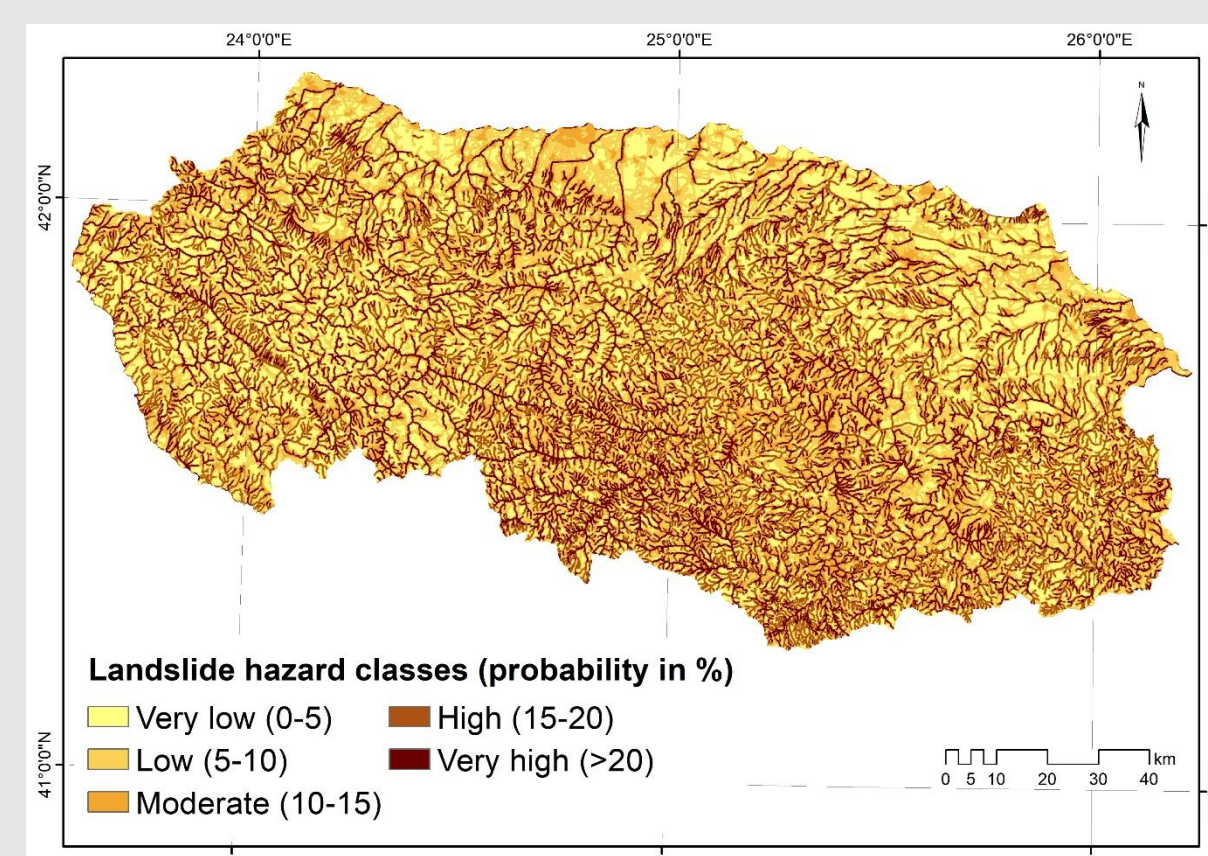 24°0'0"E
25°0'0"E
26°0'0"E
N
42°0'0"N
41°0'0"N
Landslide hazard classes (probability in %)
Very low (0-5)
Low (5-10)
Moderate (10-15)
High (15-20)
Very high (>20)
km
0 5 10 20 30 40